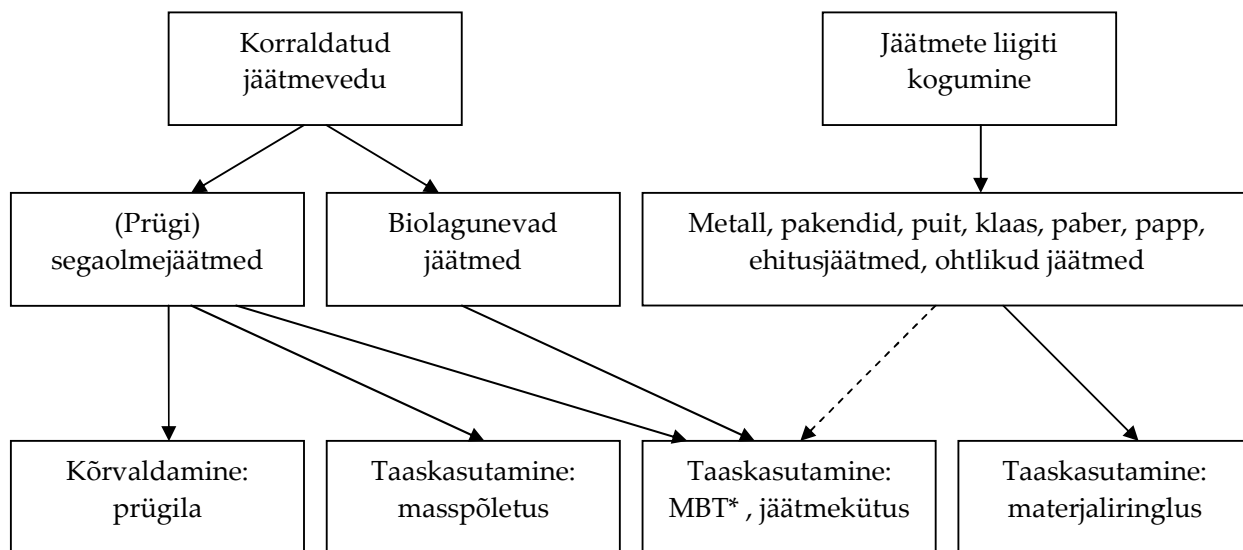 Korraldatud
jäätmevedu
Jäätmete liigiti
kogumine
(Prügi)
segaolmejäätmed
Biolagunevad
jäätmed
Metall, pakendid, puit, klaas, paber, papp,
ehitusjäätmed, ohtlikud jäätmed
Kõrvaldamine:
prügila
Taaskasutamine:
masspõletus
Taaskasutamine:
MBT* , jäätmekütus
Taaskasutamine:
materjaliringlus